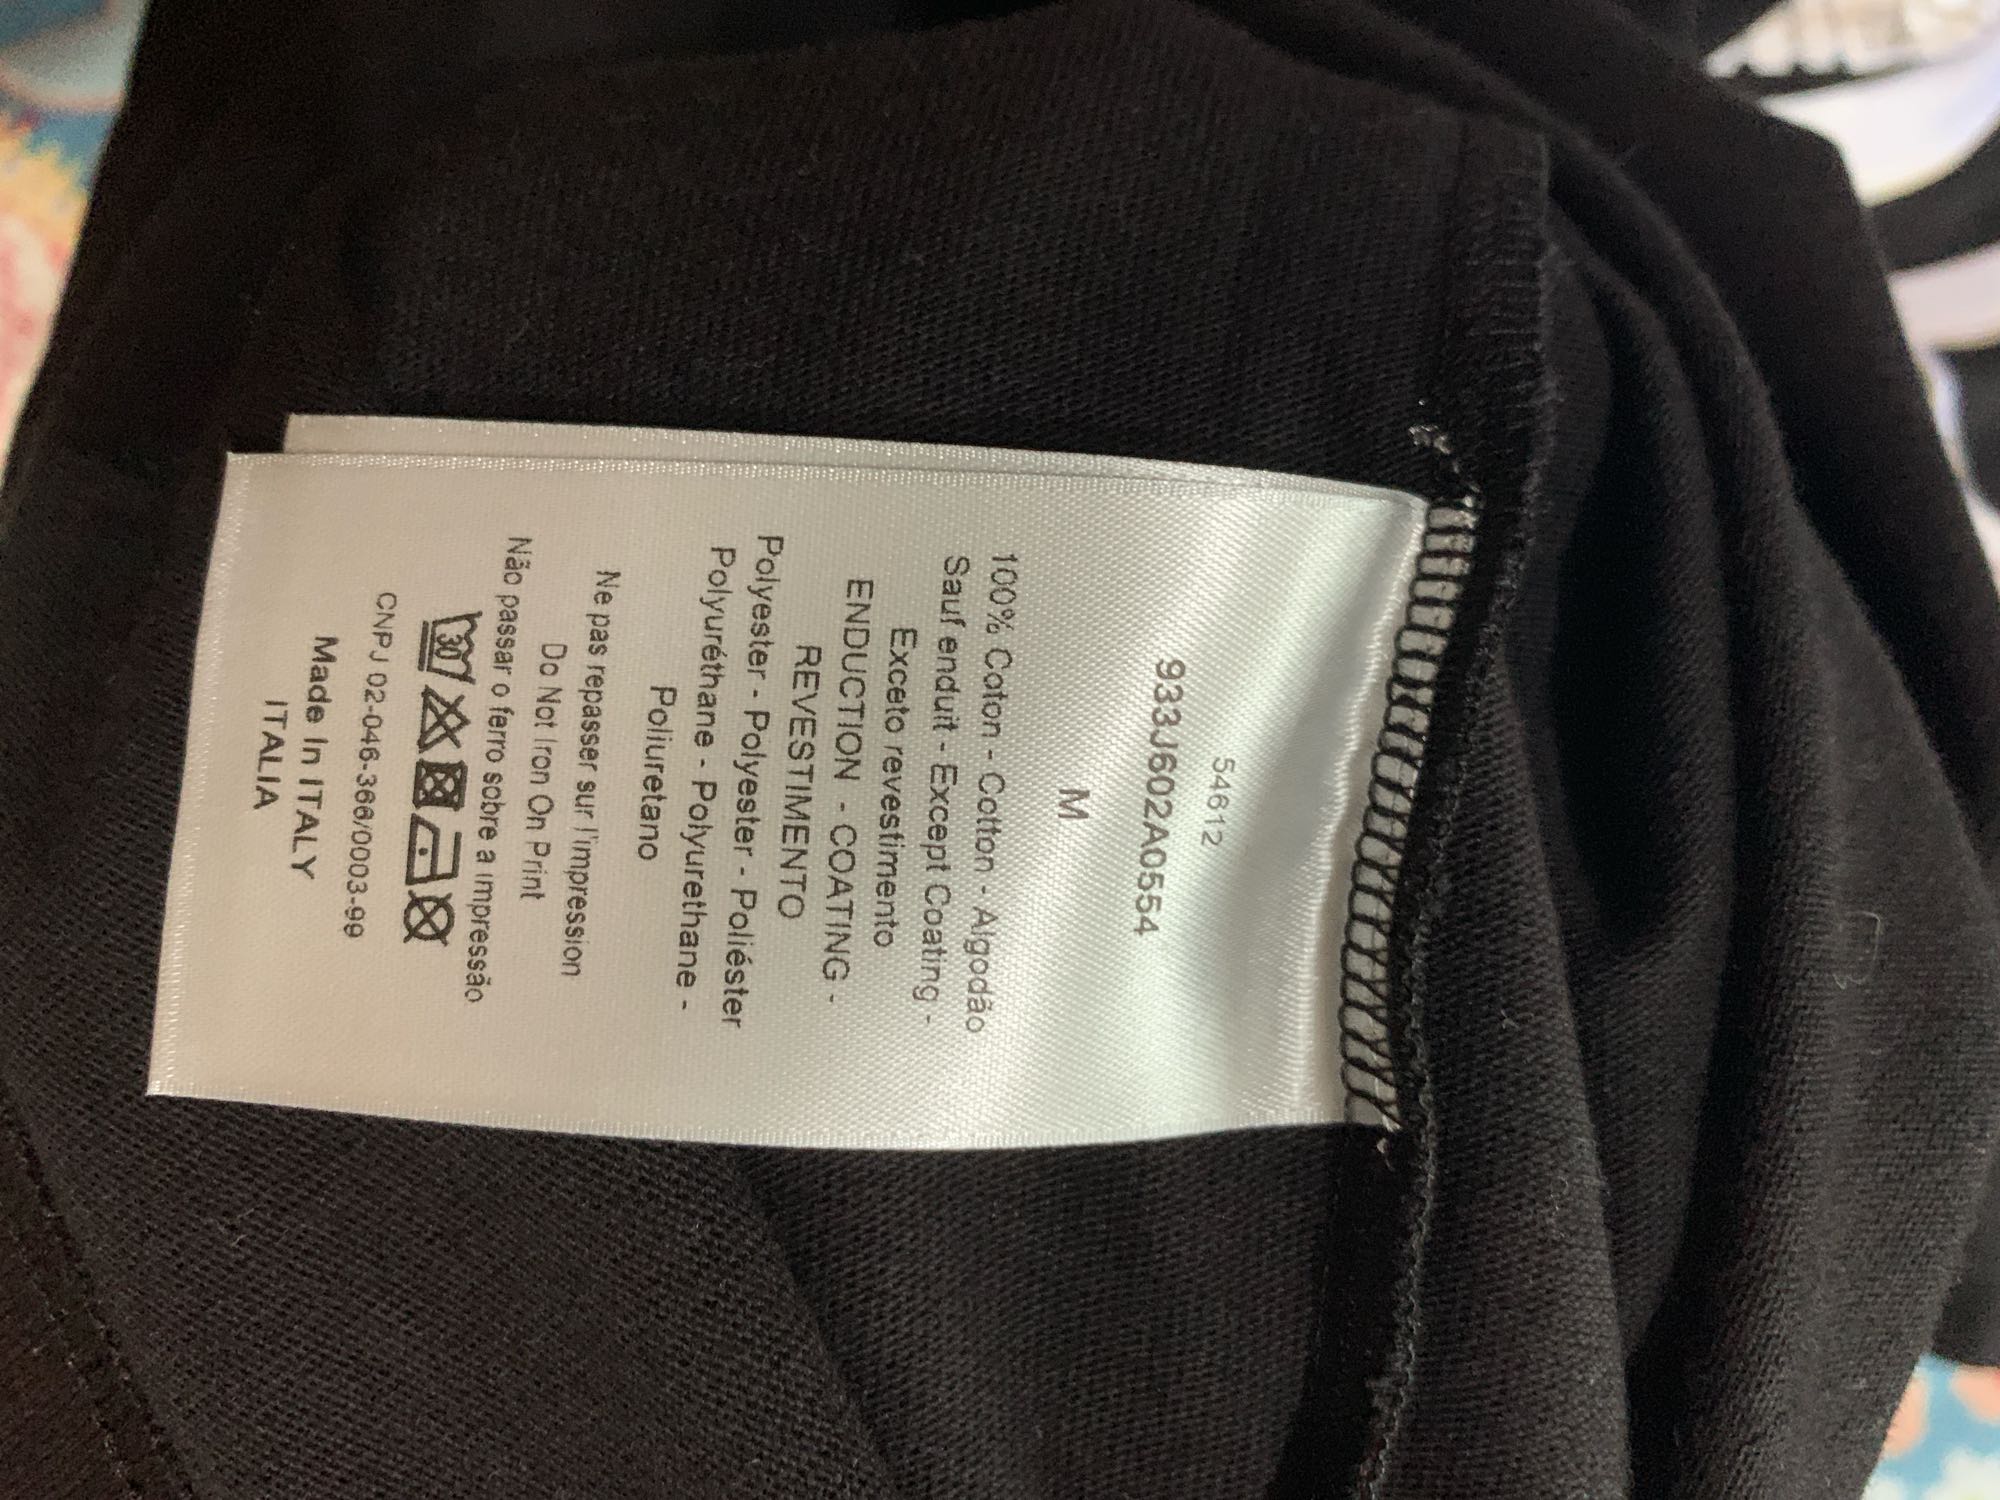 54612
933J602A0554
M
100% Coton - Cotton - Algodão
Sauf enduit - Except Coating -
Exceto revestimento
ENDUCTION - COATING -
REVESTIMENTO
Polyester - Polyester - Poliéster
Polyuréthane - Polyurethane -
Poliuretano
Ne pas repasser sur l'impression
Do Not Iron On Print
Não passar o ferro sobre a impressão
30
CNPJ 02-046-366/0003-99
Made In ITALY
ITALIA